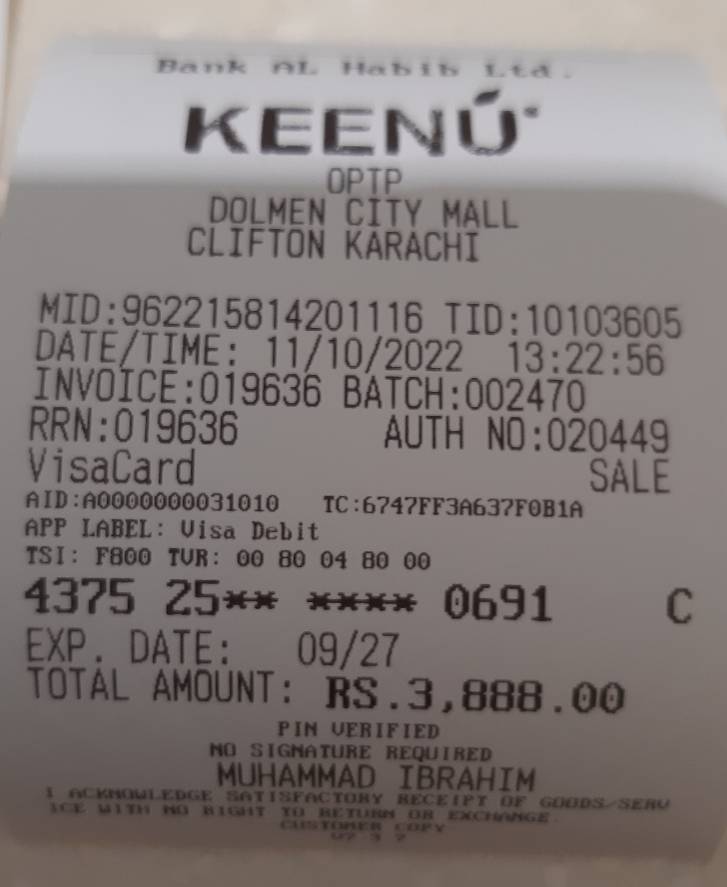 Bank AL Habib Ltd.
KEENÚ
OPTP
DOLMEN CITY MALL
CLIFTON KARACHI
MID:962215814201116 TID:10103605
DATE/TIME: 11/10/2022 13:22:56
INVOICE:019636 BATCH:002470
RRN:019636 AUTH NO:020449
VisaCard SALE
AID:A0000000031010 TC:6747FF3A637F0B1A
APP LABEL: Visa Debit
TSI: F800 TVR: 00 80 04 80 00
4375 25** **** 0691 C
EXP. DATE: 09/27
TOTAL AMOUNT: RS.3,888.00
PIN VERIFIED
NO SIGNATURE REQUIRED
MUHAMMAD IBRAHIM
I ACKNOWLEDGE SATISFACTORY RECEIPT OF GOODS/SERV
ICE WITH NO RIGHT TO RETURN OR EXCHANGE
CUSTOMER COPY